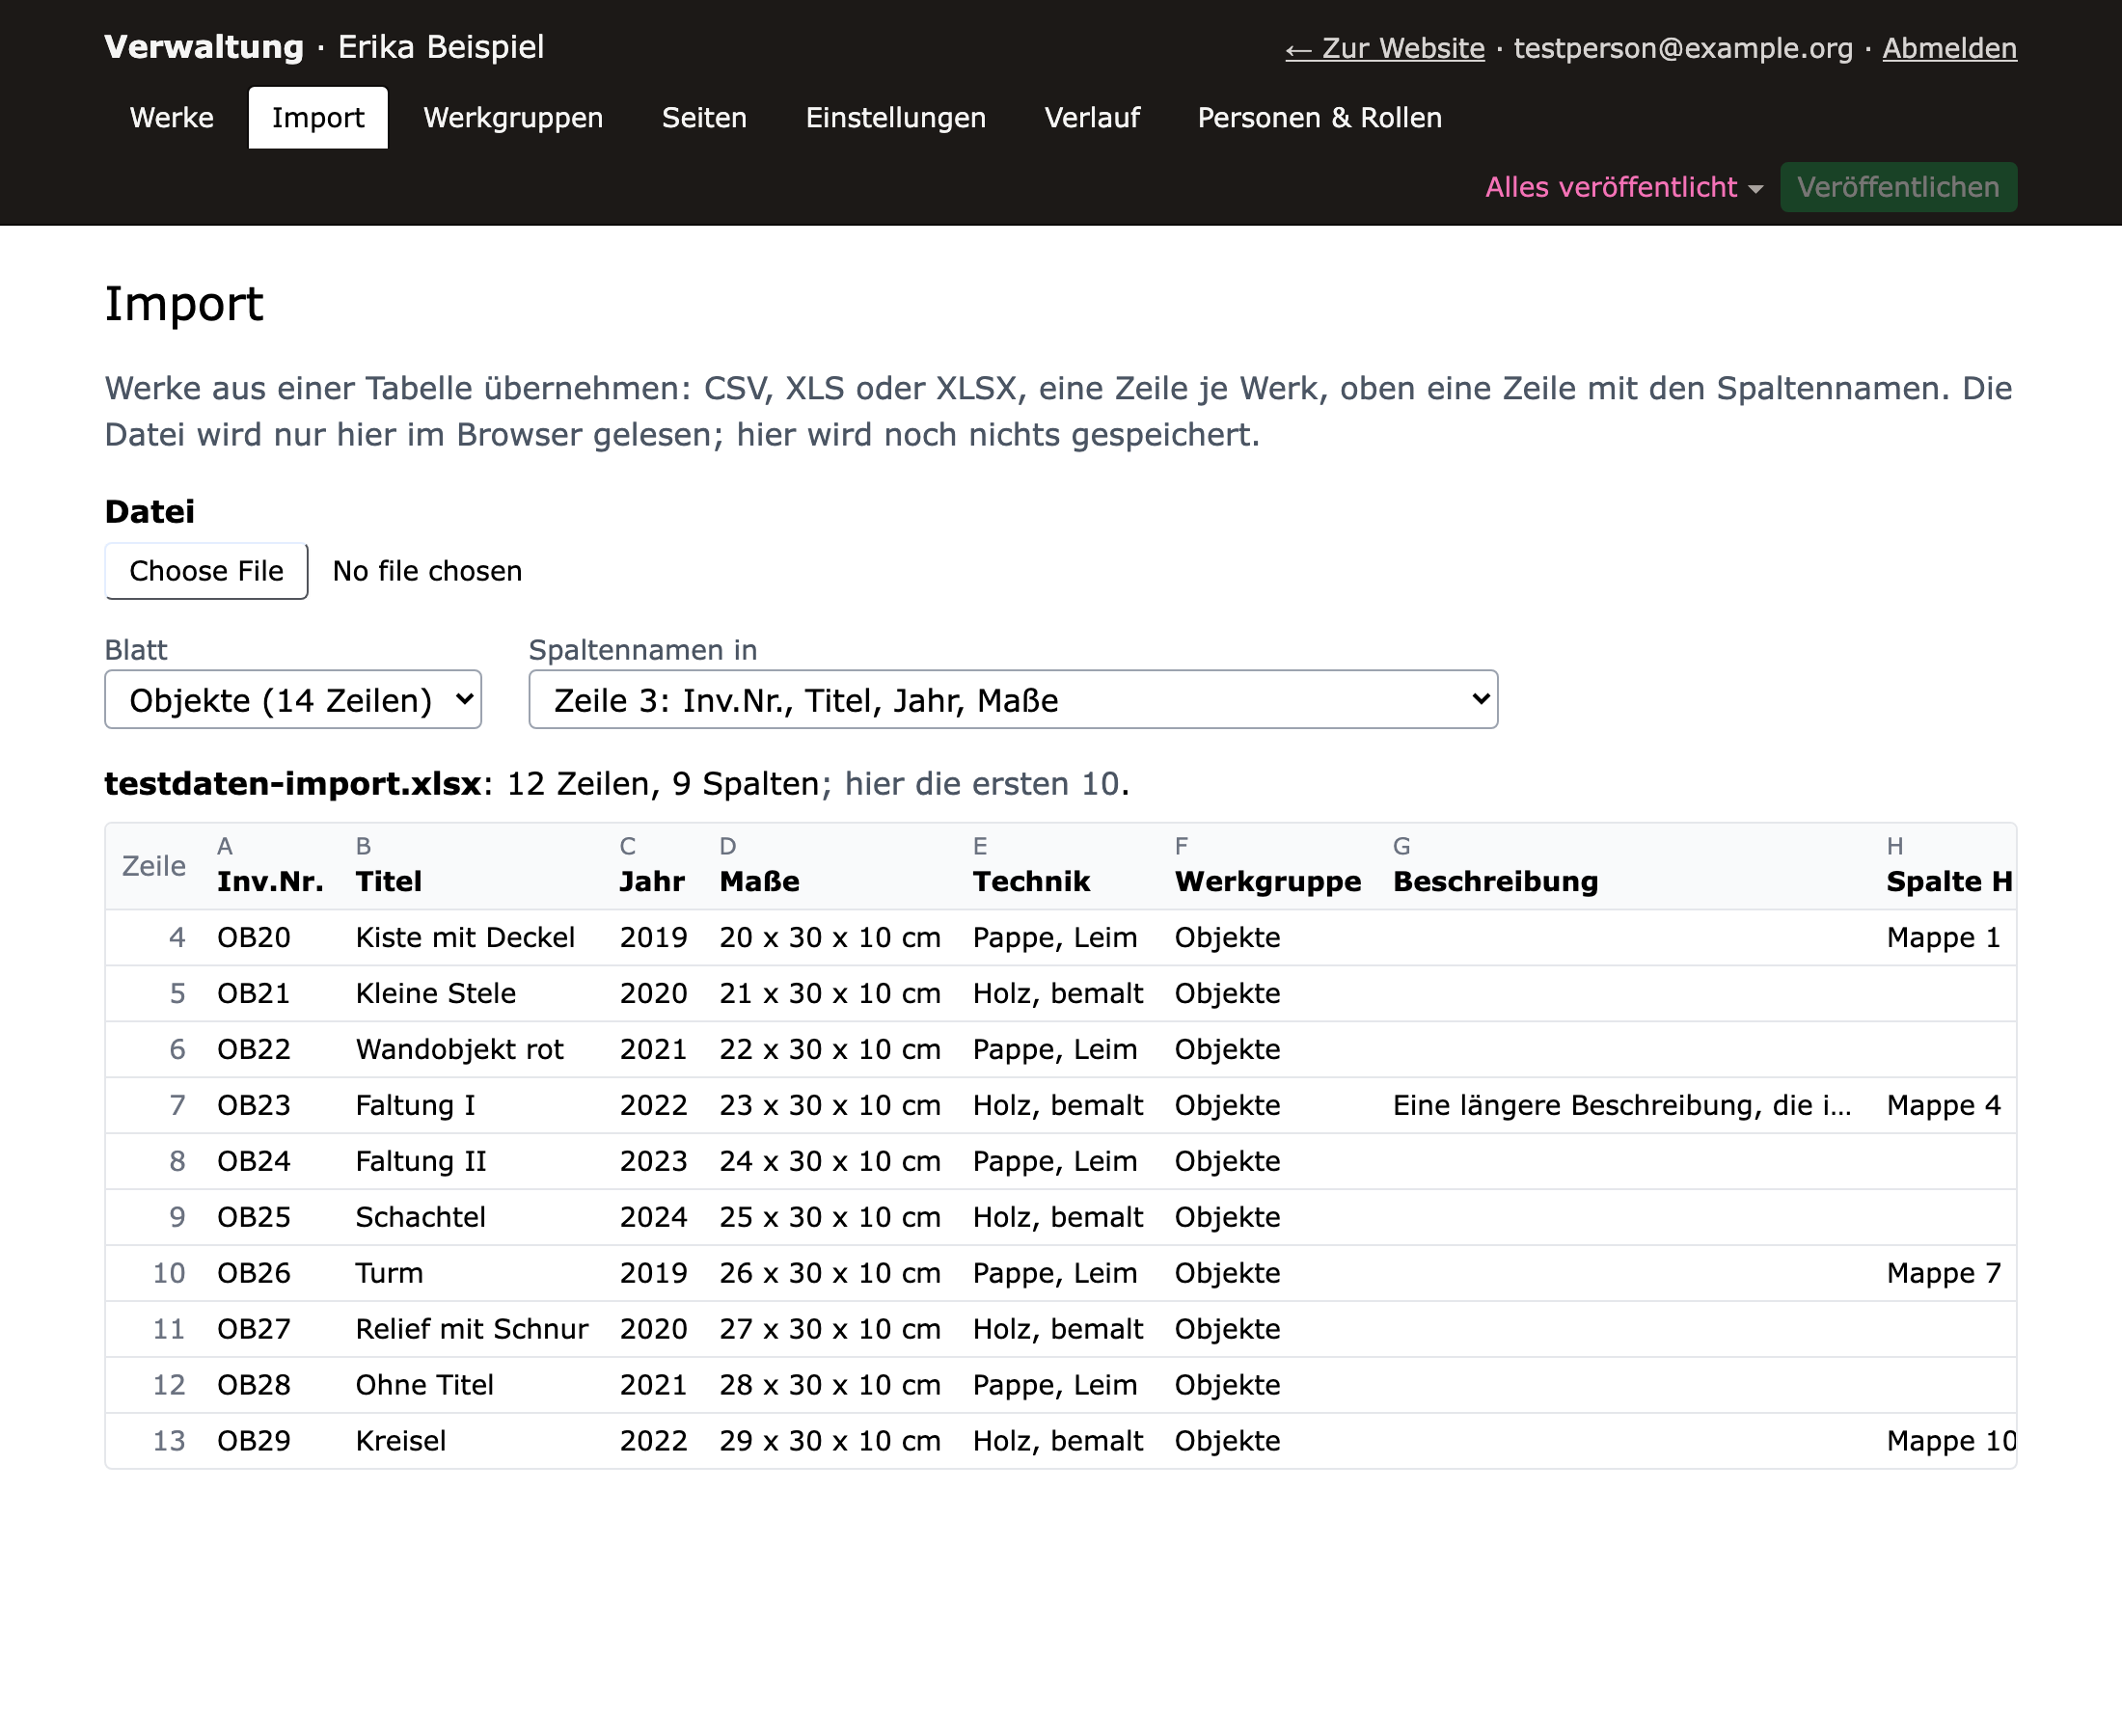 Verwaltung · Erika Beispiel
← Zur Website · testperson@example.org · Abmelden
Werke Import Werkgruppen Seiten Einstellungen Verlauf Personen & Rollen
Alles veröffentlicht Veröffentlichen
Import
Werke aus einer Tabelle übernehmen: CSV, XLS oder XLSX, eine Zeile je Werk, oben eine Zeile mit den Spaltennamen. Die
Datei wird nur hier im Browser gelesen; hier wird noch nichts gespeichert.
Datei
Choose File No file chosen
Blatt Spaltennamen in
Objekte (14 Zeilen) Zeile 3: Inv.Nr., Titel, Jahr, Maße
testdaten-import.xlsx: 12 Zeilen, 9 Spalten; hier die ersten 10.
A B C D E F G H
Zeile Inv.Nr. Titel Jahr Maße Technik Werkgruppe Beschreibung Spalte H
4 OB20 Kiste mit Deckel 2019 20 x 30 x 10 cm Pappe, Leim Objekte Mappe 1
5 OB21 Kleine Stele 2020 21 x 30 x 10 cm Holz, bemalt Objekte
6 OB22 Wandobjekt rot 2021 22 x 30 x 10 cm Pappe, Leim Objekte
7 OB23 Faltung I 2022 23 x 30 x 10 cm Holz, bemalt Objekte Eine längere Beschreibung, die i… Mappe 4
8 OB24 Faltung II 2023 24 x 30 x 10 cm Pappe, Leim Objekte
9 OB25 Schachtel 2024 25 x 30 x 10 cm Holz, bemalt Objekte
10 OB26 Turm 2019 26 x 30 x 10 cm Pappe, Leim Objekte Mappe 7
11 OB27 Relief mit Schnur 2020 27 x 30 x 10 cm Holz, bemalt Objekte
12 OB28 Ohne Titel 2021 28 x 30 x 10 cm Pappe, Leim Objekte
13 OB29 Kreisel 2022 29 x 30 x 10 cm Holz, bemalt Objekte Mappe 10